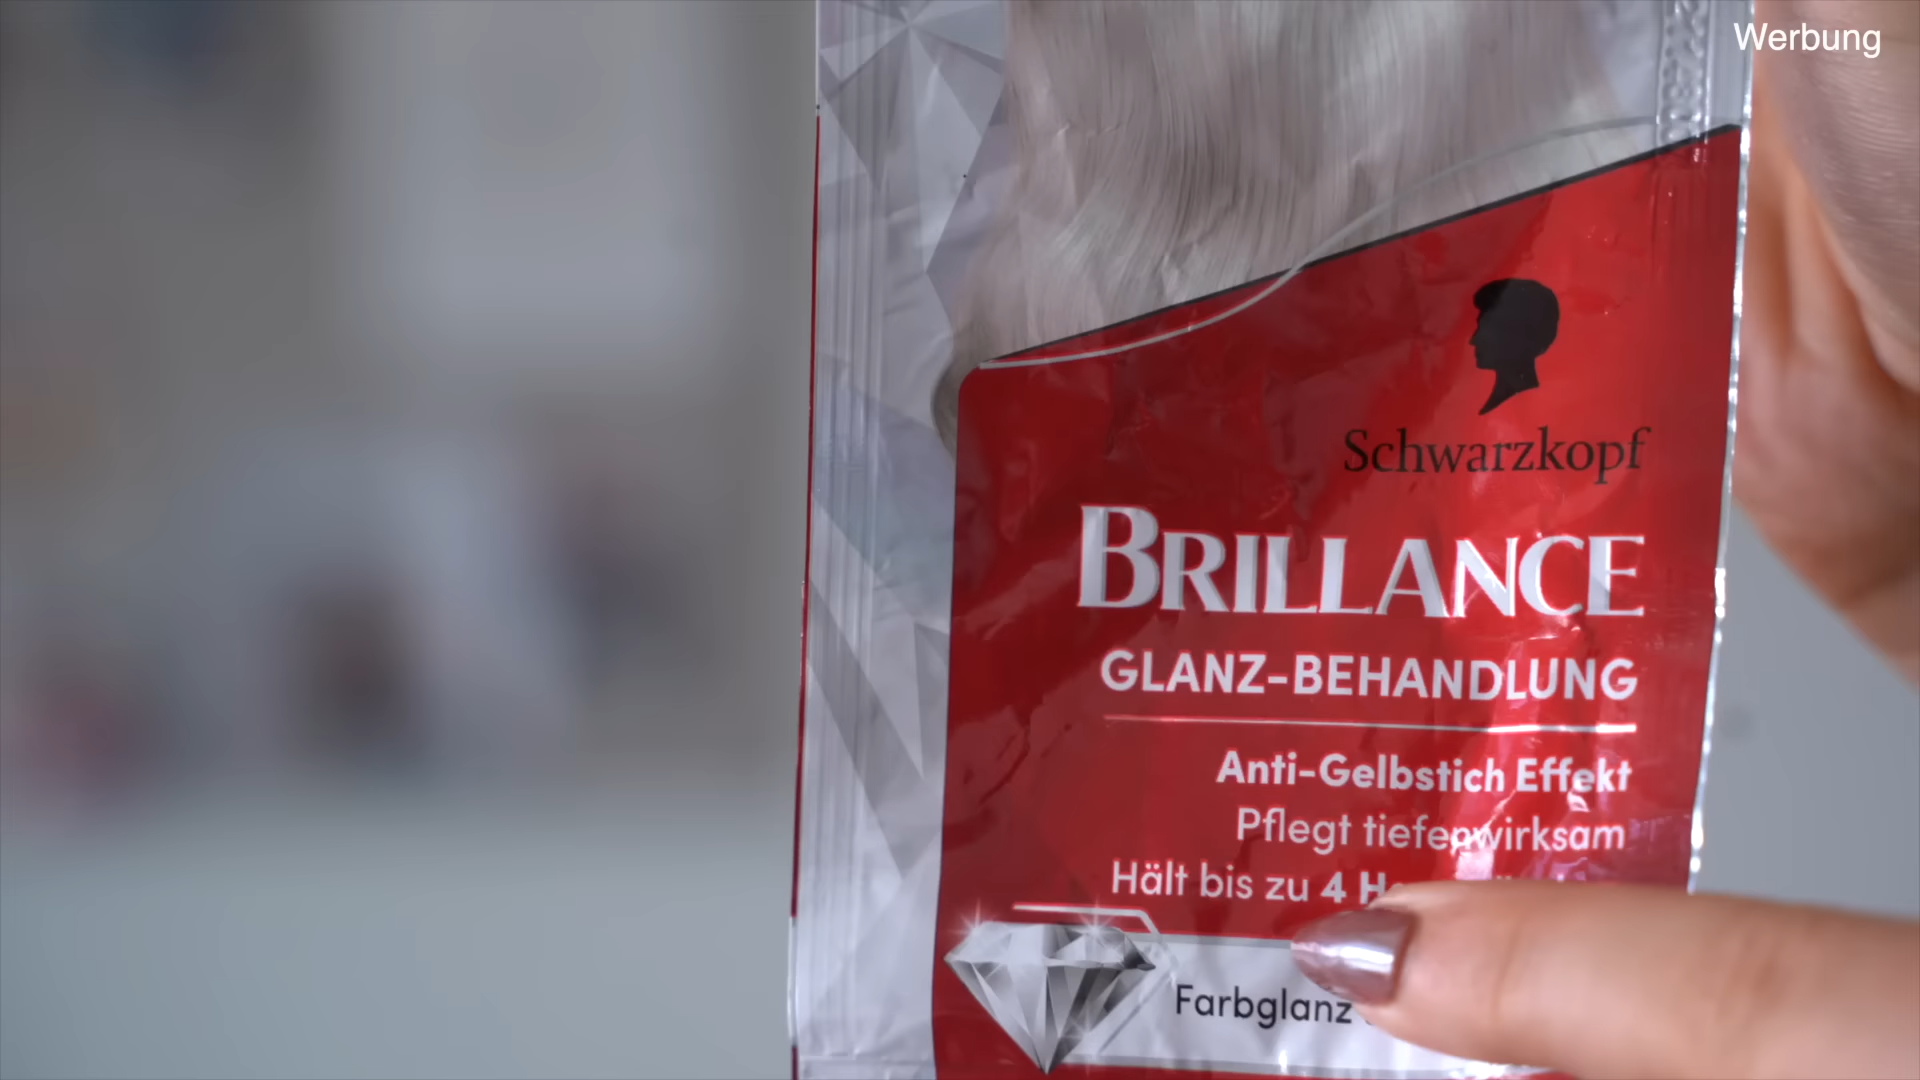 Werbung
Schwarzkopf
BRILLANCE
GLANZ-BEHANDLUNG
Anti-Gelbstich Effekt
Pflegt tiefenwirksam
Hält bis zu 4
Farbglanz